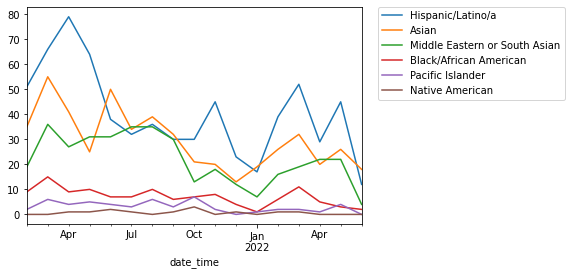 80
70
60
50
40
30
20
10
0
Apr
Jul
Oct
Jan
2022
Apr
date_time
Hispanic/Latino/a
Asian
Middle Eastern or South Asian
Black/African American
Pacific Islander
Native American